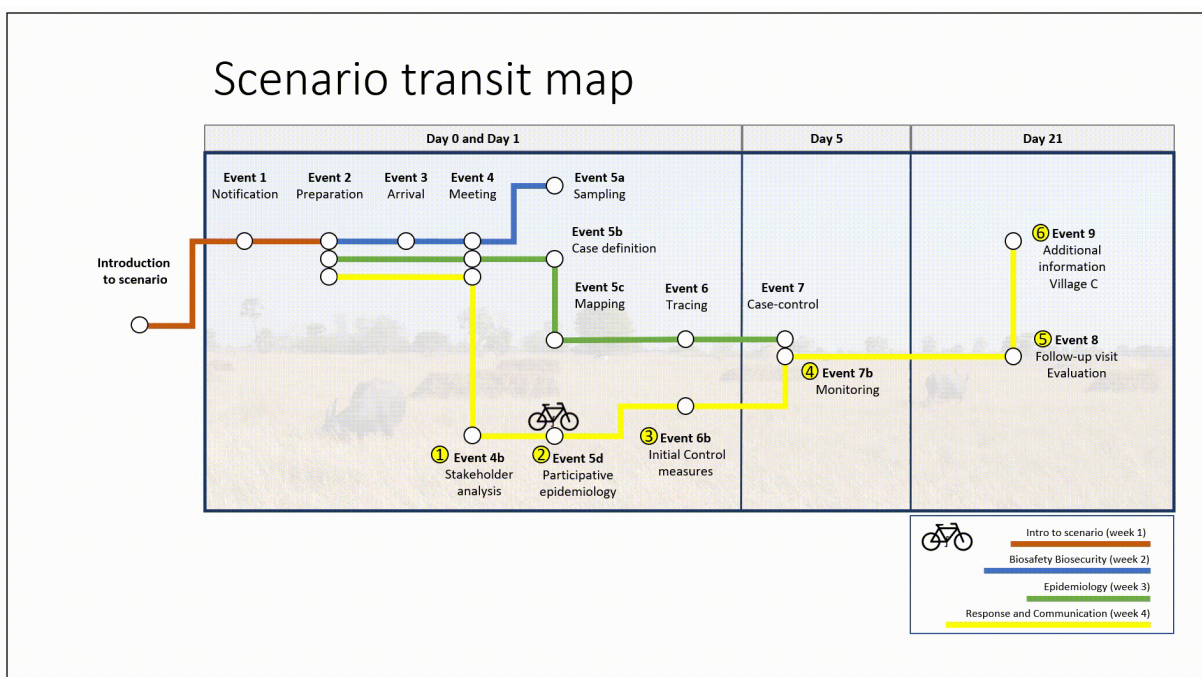 Scenario transit map
Day 0 and Day 1
Day 5
Day 21
Event 1
Notification
Event 2
Preparation
Event 3
Arrival
Event 4
Meeting
Event 5a
Sampling
Event 5b
Case definition
Introduction
to scenario
Event 5c
Mapping
Event 6
Tracing
Event 7
Case-control
6 Event 9
Additional
information
Village C
5 Event 8
Follow-up visit
Evaluation
4 Event 7b
Monitoring
1 Event 4b
Stakeholder
analysis
2 Event 5d
Participative
epidemiology
3 Event 6b
Initial Control
measures
Intro to scenario (week 1)
Biosafety Biosecurity (week 2)
Epidemiology (week 3)
Response and Communication (week 4)